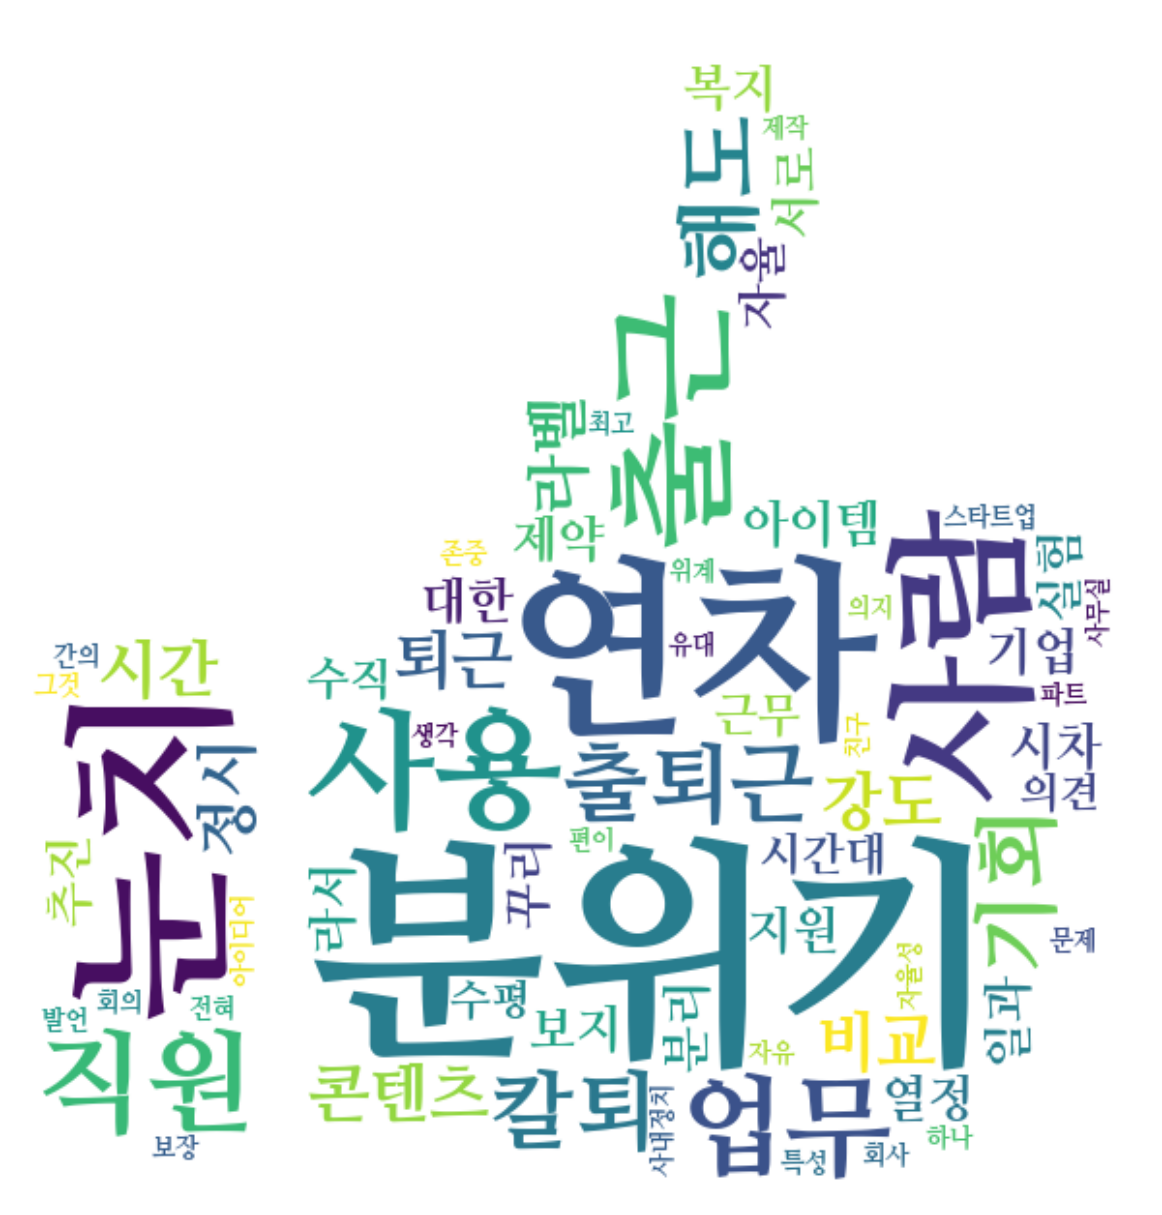 복지
제작
해도
서로
자율
출근
라벨
최고
제약
아이템
스타트업
존중
위계
사람
실험
사무실
대한
연차
의지
유대
기업
간의
시간
그것
수직
퇴근
파트
근무
눈치
정시
사용
생각
출퇴근
친구
시차
강도
의견
추진
아이디어
분위기
편이
꾸리
라서
시간대
기회
지원
문제
자율성
발언
회의
전혀
수평
보지
분리
비교
일과
직원
자유
콘텐츠
칼퇴
사내정치
업무
열정
하나
보장
특성
회사